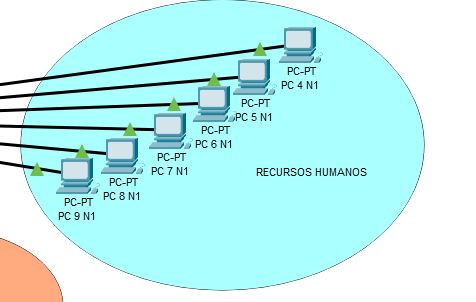 PC-PT
PC 4 N1
PC-PT
PC 5 N1
PC-PT
PC 6 N1
PC-PT
PC 7 N1
PC-PT
PC 8 N1
PC-PT
PC 9 N1
RECURSOS HUMANOS